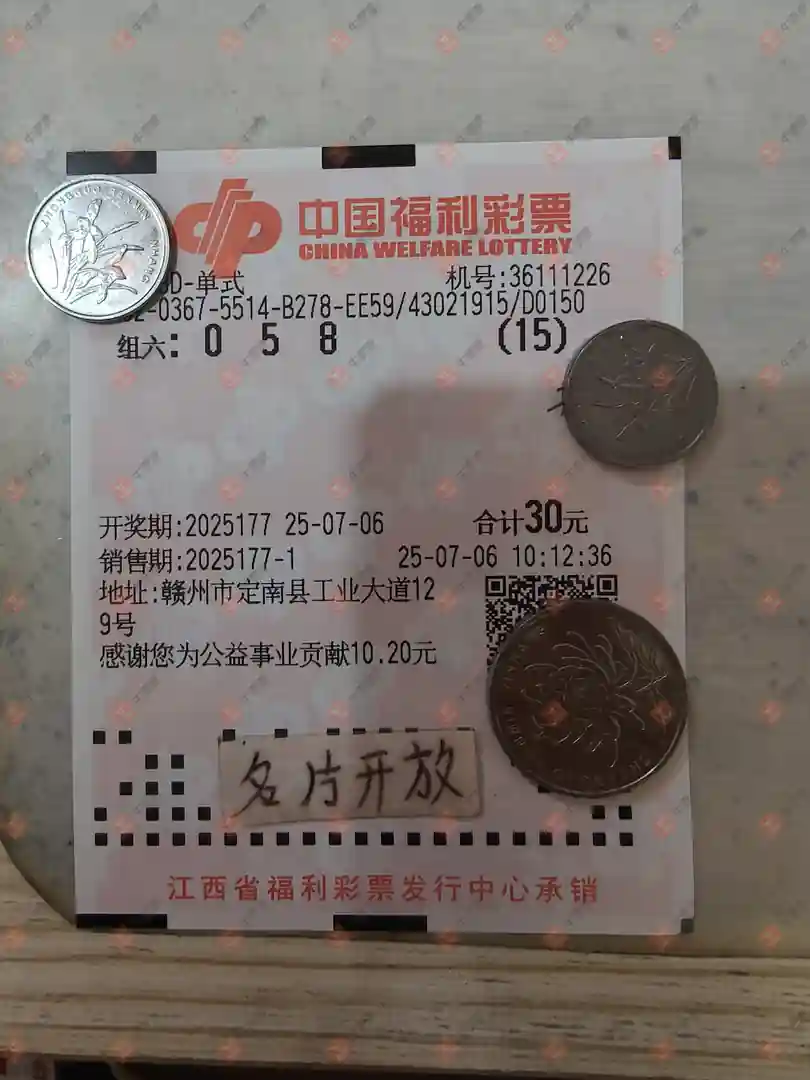 中国福利彩票
CHINA WELFARE LOTTERY
D-单式 机号:36111226
-0367-5514-B278-EE59/43021915/D0150
组六: 0 5 8 (15)
开奖期:2025177 25-07-06 合计30元
销售期:2025177-1 25-07-06 10:12:36
地址:赣州市定南县工业大道12
9号
感谢您为公益事业贡献10.20元
名片开放
江西省福利彩票发行中心承销